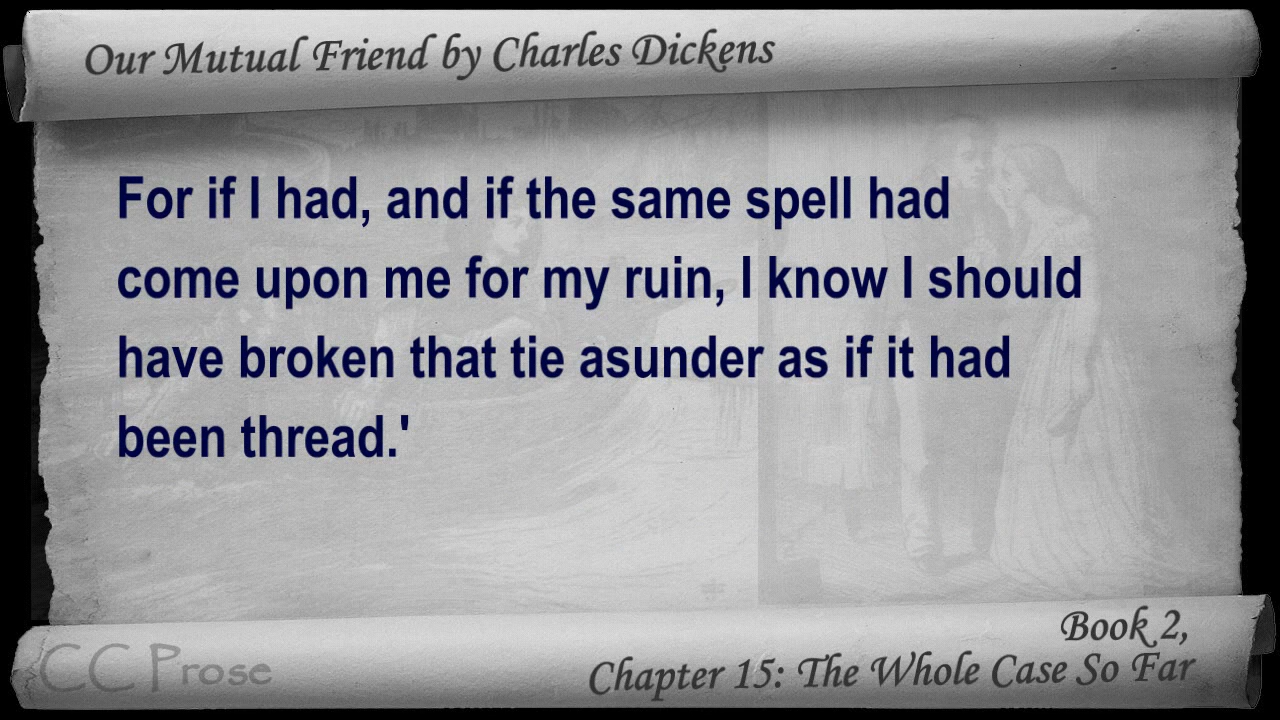 Our Mutual Friend by Charles Dickens
For if I had, and if the same spell had
come upon me for my ruin, I know I should
have broken that tie asunder as if it had
been thread.'
Book 2,
Chapter 15: The Whole Case So Far
CC Prose